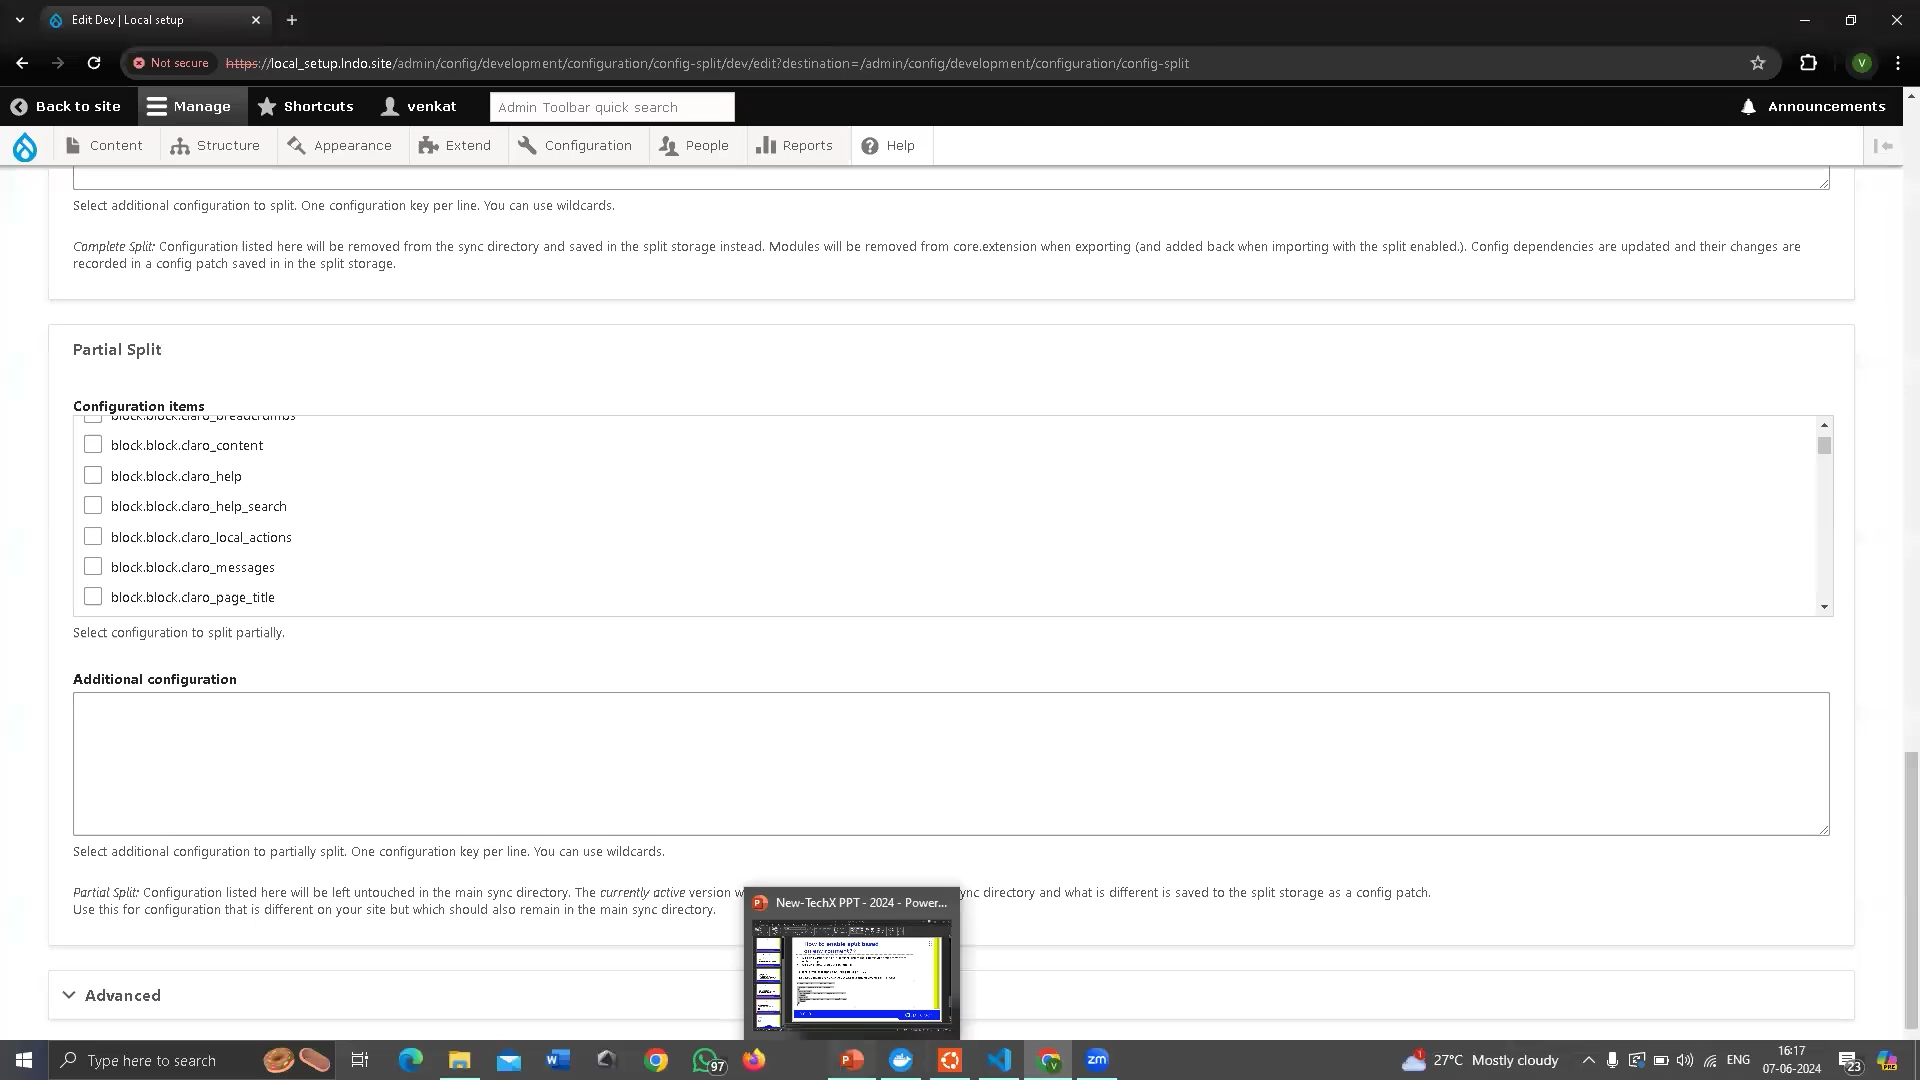 Edit Dev | Local setup
Not secure
https://local_setup.lndo.site/admin/config/development/configuration/config-split/dev/edit?destination=/admin/config/development/configuration/config-split
V
Back to site
Manage
Shortcuts
venkat
Admin Toolbar quick search
Announcements
Content
Structure
Appearance
Extend
Configuration
People
Reports
Help
Select additional configuration to split. One configuration key per line. You can use wildcards.
Complete Split: Configuration listed here will be removed from the sync directory and saved in the split storage instead. Modules will be removed from core.extension when exporting (and added back when importing with the split enabled.). Config dependencies are updated and their changes are
recorded in a config patch saved in in the split storage.
Partial Split
Configuration items
block.block.claro_breadcrumbs
block.block.claro_content
block.block.claro_help
block.block.claro_help_search
block.block.claro_local_actions
block.block.claro_messages
block.block.claro_page_title
Select configuration to split partially.
Additional configuration
Select additional configuration to partially split. One configuration key per line. You can use wildcards.
Partial Split: Configuration listed here will be left untouched in the main sync directory. The currently active version w ync directory and what is different is saved to the split storage as a config patch.
Use this for configuration that is different on your site but which should also remain in the main sync directory.
New-TechX PPT - 2024 - Power...
How to enable split based
on environment?
Advanced
Type here to search
97
zm
27°C Mostly cloudy
ENG
16:17
07-06-2024
23